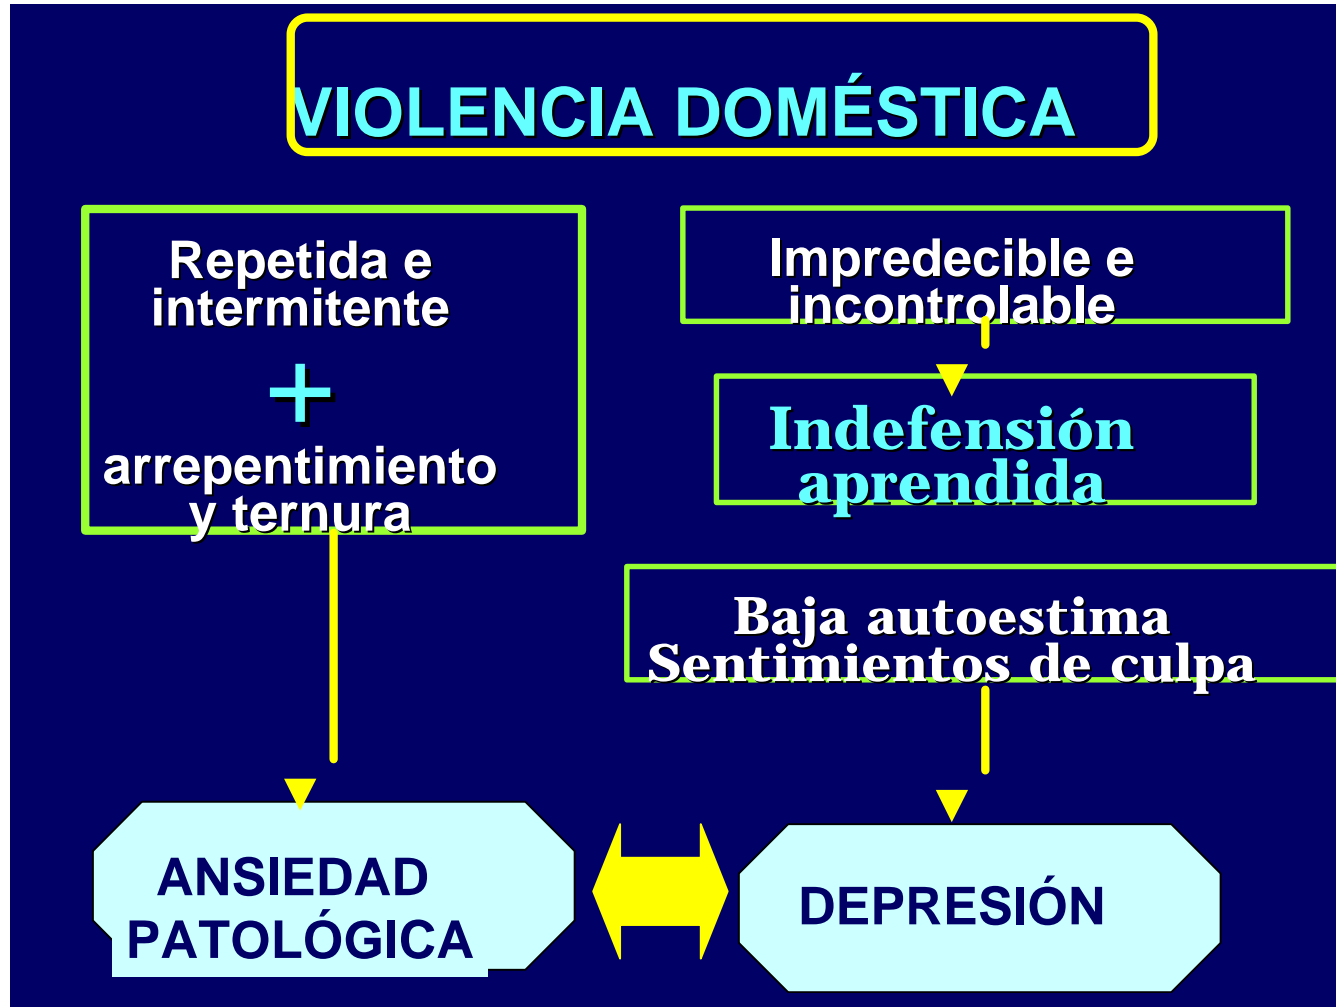 VIOLENCIA DOMÉSTICA
Repetida e
intermitente
+
arrepentimiento
y ternura
Impredecible e
incontrolable
Indefensión
aprendida
Baja autoestima
Sentimientos de culpa
ANSIEDAD
PATOLÓGICA
DEPRESIÓN